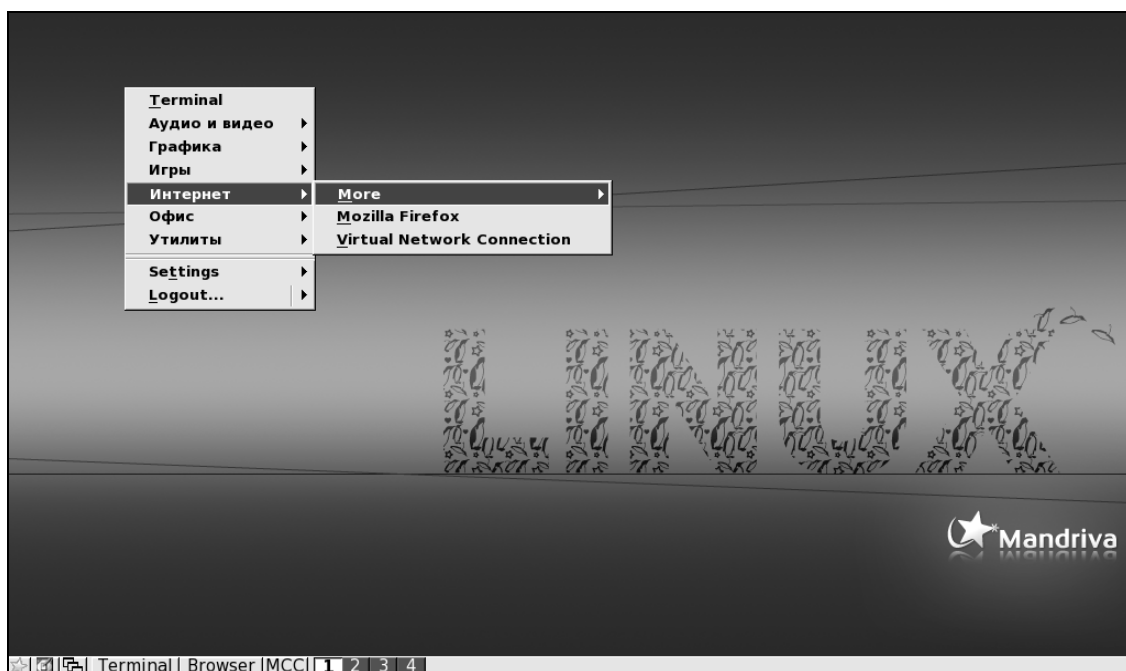 Terminal
Аудио и видео
Графика
Игры
Интернет
Офис
Утилиты
Settings
Logout...
More
Mozilla Firefox
Virtual Network Connection
LINUX
Mandriva
Terminal Browser MCC 1 2 3 4